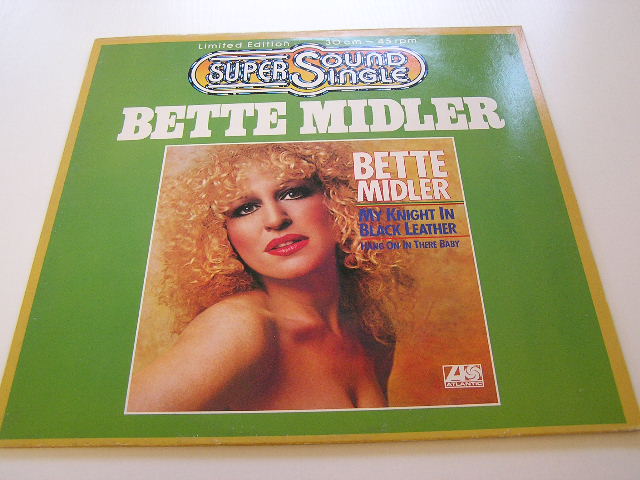 Limited Edition 30 cm - 45 rpm
SUPER SOUND SINGLE
BETTE MIDLER
BETTE
MIDLER
MY KNIGHT IN
BLACK LEATHER
HANG ON IN THERE BABY
ATLANTIC